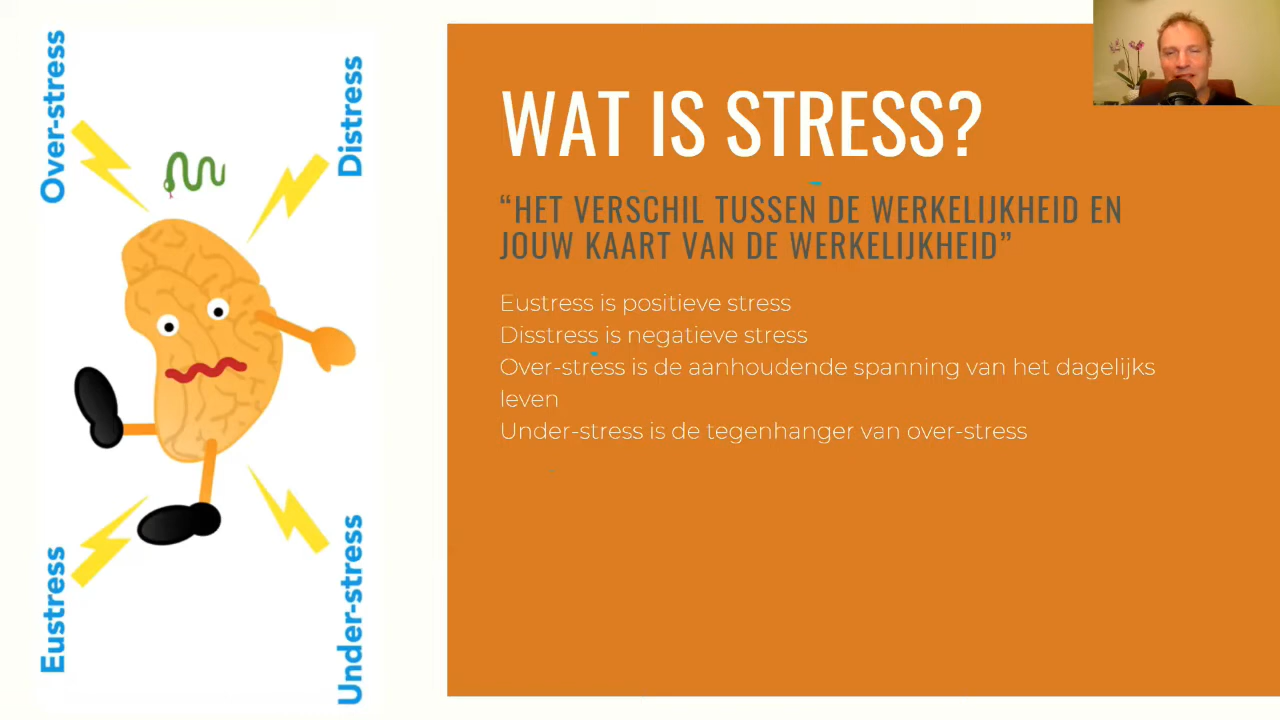 Over-stress
Distress
Eustress
Under-stress
WAT IS STRESS?
“HET VERSCHIL TUSSEN DE WERKELIJKHEID EN
JOUW KAART VAN DE WERKELIJKHEID”
Eustress is positieve stress
Disstress is negatieve stress
Over-stress is de aanhoudende spanning van het dagelijks
leven
Under-stress is de tegenhanger van over-stress